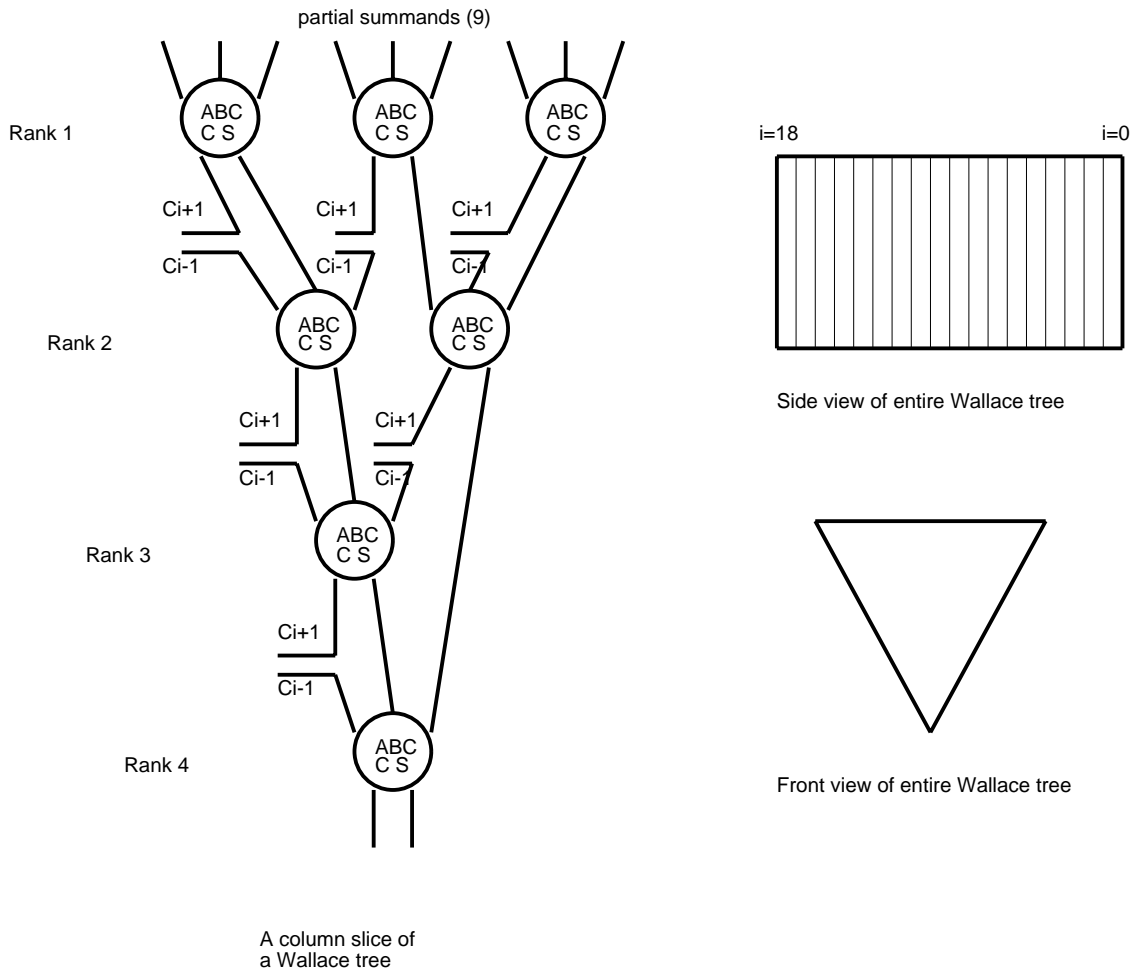 partial summands (9)
ABC
C S
ABC
C S
ABC
C S
Rank 1
i=18
i=0
Ci+1
Ci+1
Ci+1
Ci-1
Ci-1
Ci-1
ABC
C S
ABC
C S
Rank 2
Side view of entire Wallace tree
Ci+1
Ci+1
Ci-1
Ci-1
ABC
C S
Rank 3
Ci+1
Ci-1
ABC
C S
Rank 4
Front view of entire Wallace tree
A column slice of
a Wallace tree